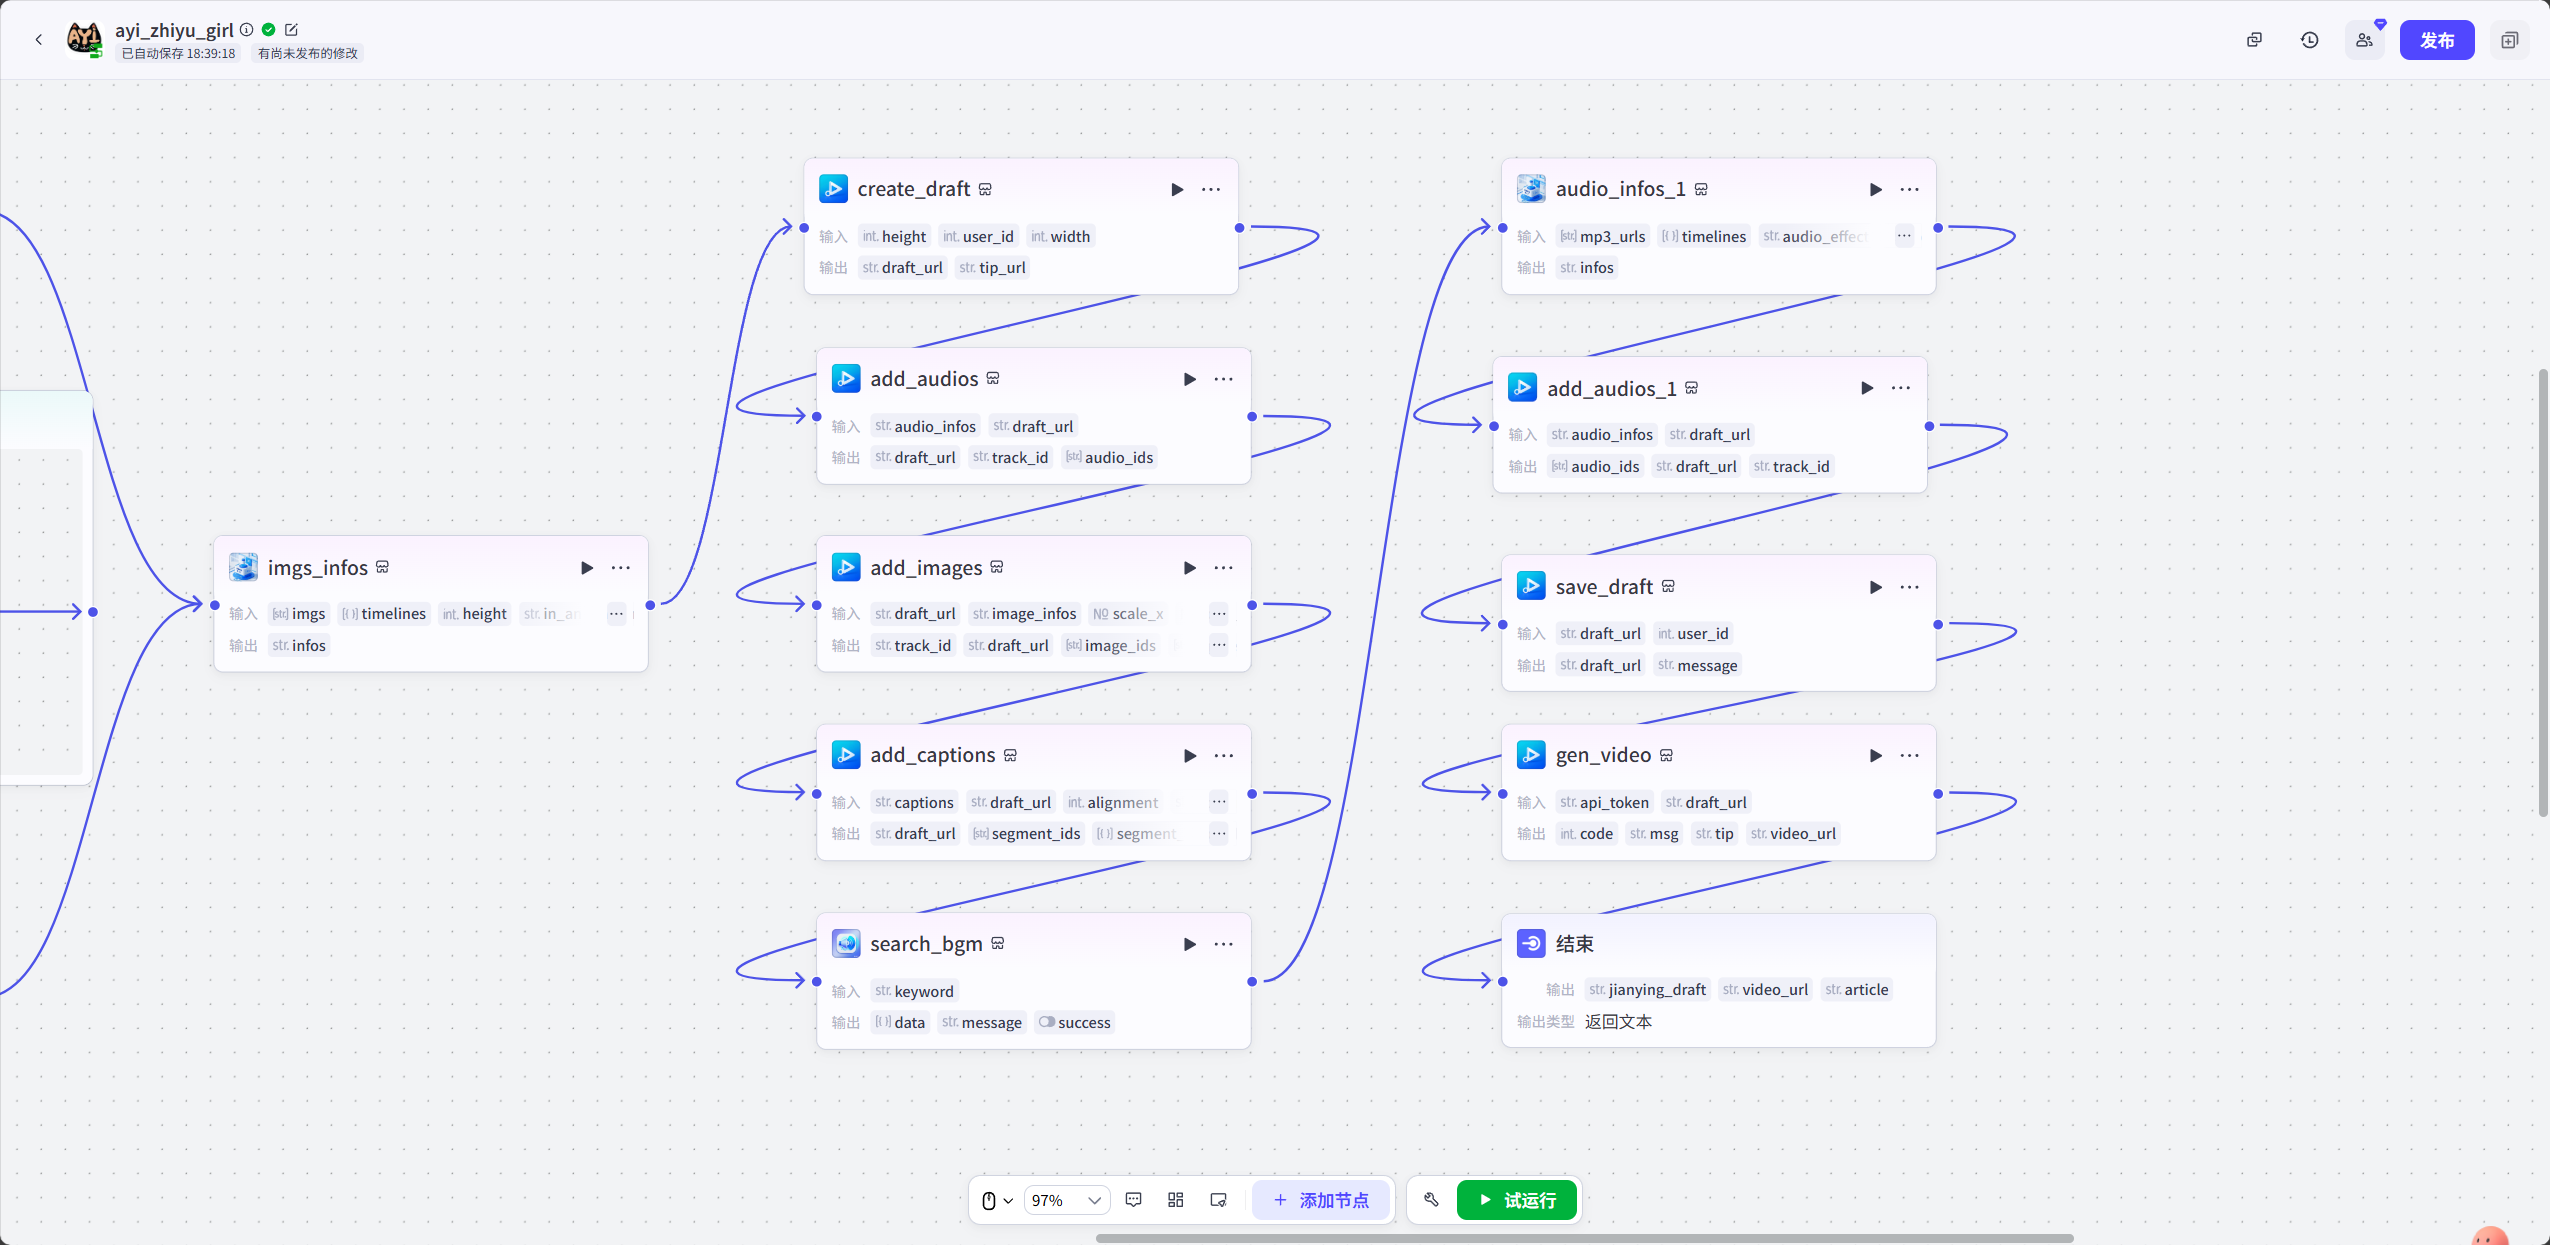 ayi_zhiyu_girl
已自动保存 18:39:18 有尚未发布的修改
发布
imgs_infos
输入 [str] imgs [{}] timelines int. height str. in_an
输出 str. infos
create_draft
输入 int. height int. user_id int. width
输出 str. draft_url str. tip_url
add_audios
输入 str. audio_infos str. draft_url
输出 str. draft_url str. track_id [str] audio_ids
add_images
输入 str. draft_url str. image_infos № scale_x
输出 str. track_id str. draft_url [str] image_ids
add_captions
输入 str. captions str. draft_url int. alignment
输出 str. draft_url [str] segment_ids [{}] segment_
search_bgm
输入 str. keyword
输出 [{}] data str. message success
audio_infos_1
输入 [str] mp3_urls [{}] timelines str. audio_effec
输出 str. infos
add_audios_1
输入 str. audio_infos str. draft_url
输出 [str] audio_ids str. draft_url str. track_id
save_draft
输入 str. draft_url int. user_id
输出 str. draft_url str. message
gen_video
输入 str. api_token str. draft_url
输出 int. code str. msg str. tip str. video_url
结束
输出 str. jianying_draft str. video_url str. article
输出类型 返回文本
97% + 添加节点 试运行